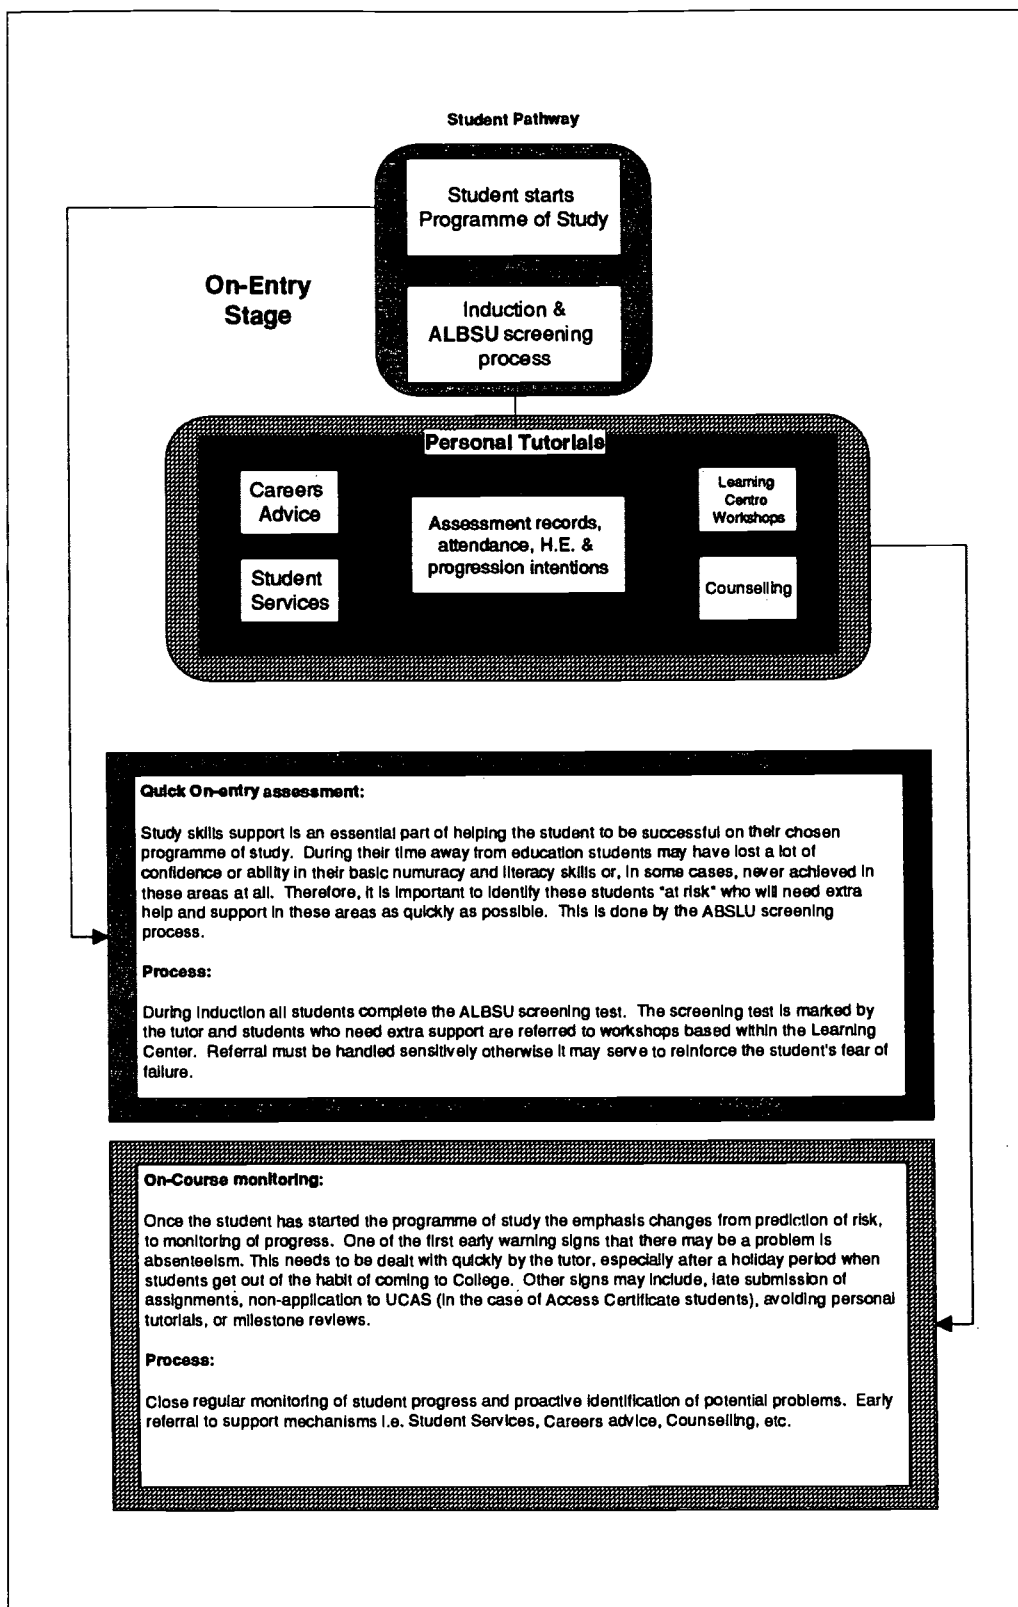 Student Pathway
Student starts
Programme of Study
On-Entry
Stage
Induction &
ALBSU screening
process
Personal Tutorials
Careers
Advice
Assessment records,
attendance, H.E. &
progression intentions
Learning
Centro
Workshops
Student
Services
Counselling
Quick On-entry assessment:
Study skills support is an essential part of helping the student to be successful on their chosen
programme of study. During their time away from education students may have lost a lot of
confidence or ability in their basic numuracy and literacy skills or, in some cases, never achieved in
these areas at all. Therefore, it is important to identify these students "at risk" who will need extra
help and support in these areas as quickly as possible. This is done by the ABSLU screening
process.
Process:
During induction all students complete the ALBSU screening test. The screening test is marked by
the tutor and students who need extra support are referred to workshops based within the Learning
Center. Referral must be handled sensitively otherwise it may serve to reinforce the student's fear of
failure.
On-Course monitoring:
Once the student has started the programme of study the emphasis changes from prediction of risk,
to monitoring of progress. One of the first early warning signs that there may be a problem is
absenteeism. This needs to be dealt with quickly by the tutor, especially after a holiday period when
students get out of the habit of coming to College. Other signs may include, late submission of
assignments, non-application to UCAS (in the case of Access Certificate students), avoiding personal
tutorials, or milestone reviews.
Process:
Close regular monitoring of student progress and proactive identification of potential problems. Early
referral to support mechanisms i.e. Student Services, Careers advice, Counselling, etc.